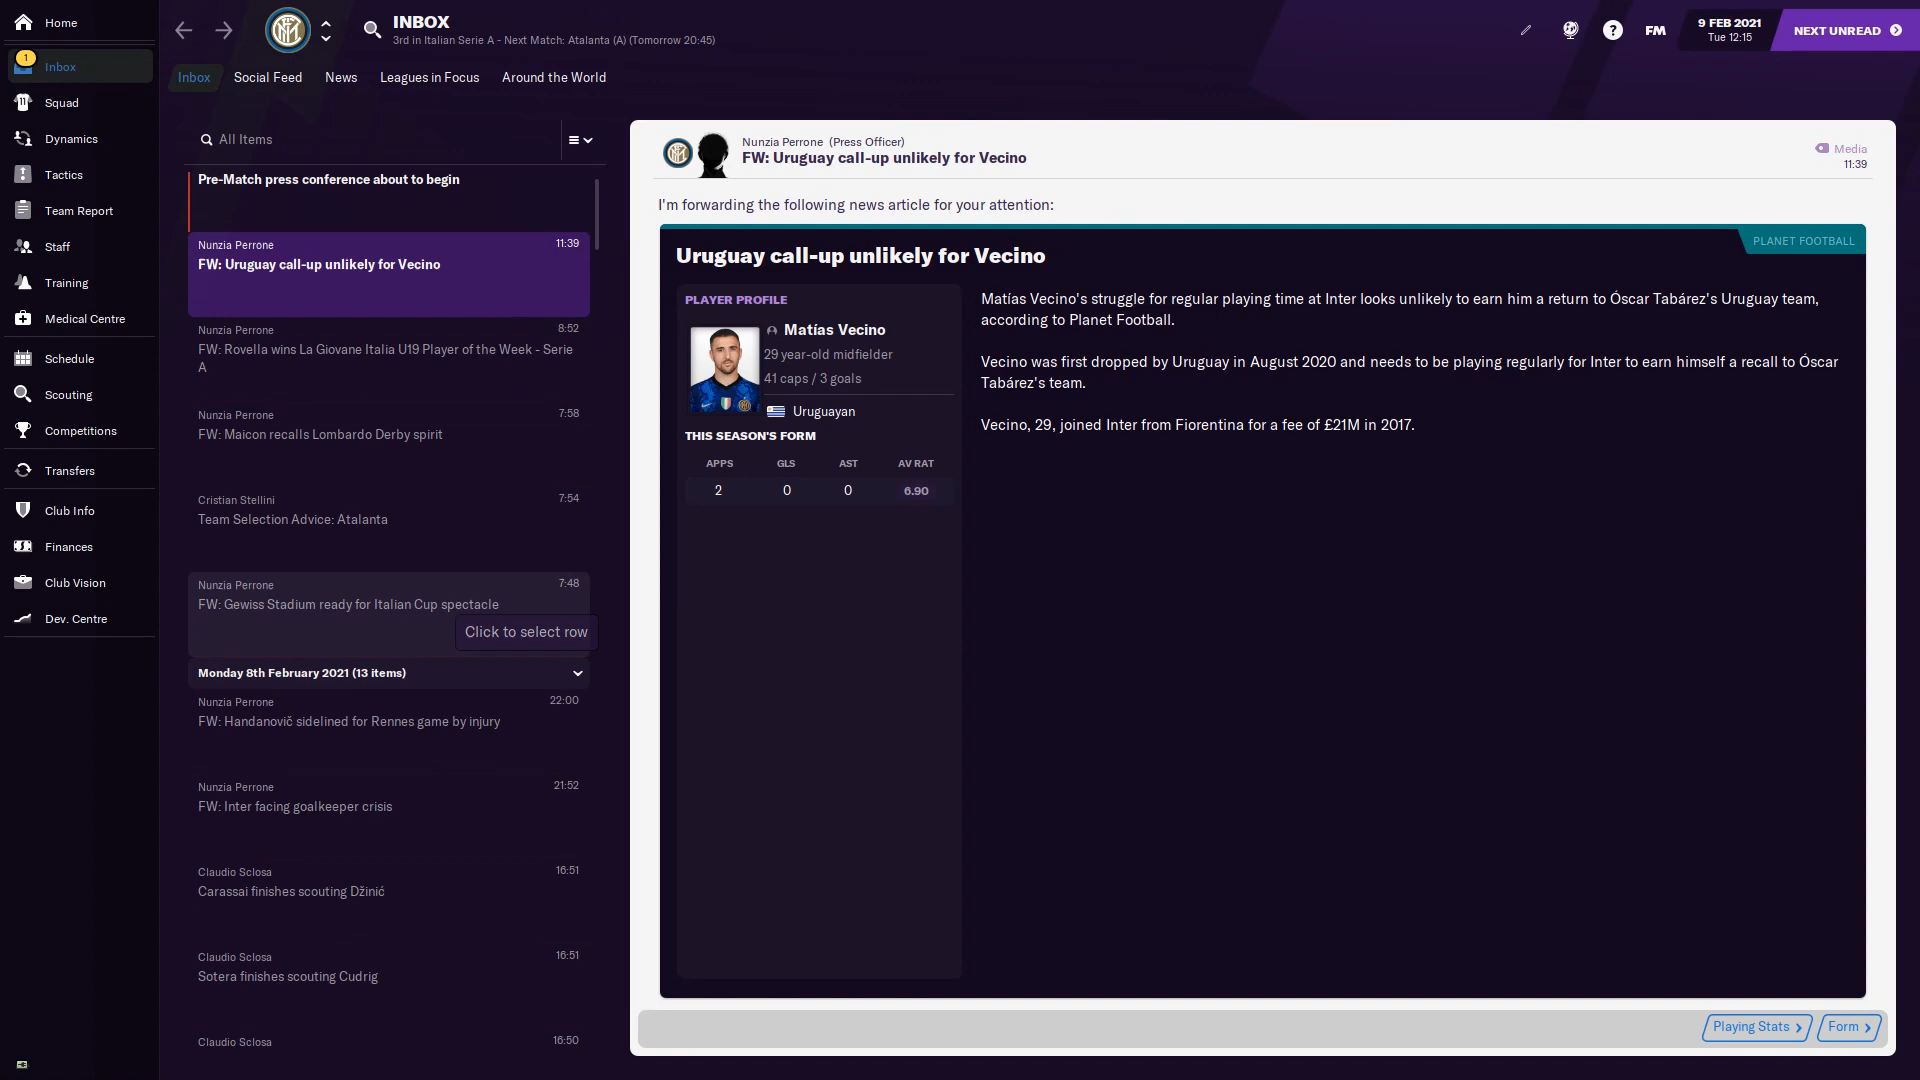 Home
1
Inbox
Squad
Dynamics
Tactics
Team Report
Staff
Training
Medical Centre
Schedule
Scouting
Competitions
Transfers
Club Info
Finances
Club Vision
Dev. Centre
INBOX
3rd in Italian Serie A - Next Match: Atalanta (A) (Tomorrow 20:45)
FM
9 FEB 2021
Tue 12:15
NEXT UNREAD
Inbox Social Feed News Leagues in Focus Around the World
All Items
Pre-Match press conference about to begin
Nunzia Perrone 11:39
FW: Uruguay call-up unlikely for Vecino
Nunzia Perrone 8:52
FW: Rovella wins La Giovane Italia U19 Player of the Week - Serie
A
Nunzia Perrone 7:58
FW: Maicon recalls Lombardo Derby spirit
Cristian Stellini 7:54
Team Selection Advice: Atalanta
Nunzia Perrone 7:48
FW: Gewiss Stadium ready for Italian Cup spectacle
Click to select row
Monday 8th February 2021 (13 items)
Nunzia Perrone 22:00
FW: Handanovič sidelined for Rennes game by injury
Nunzia Perrone 21:52
FW: Inter facing goalkeeper crisis
Claudio Sclosa 16:51
Carassai finishes scouting Džinić
Claudio Sclosa 16:51
Sotera finishes scouting Cudrig
Claudio Sclosa 16:50
Nunzia Perrone (Press Officer)
FW: Uruguay call-up unlikely for Vecino
Media
11:39
I'm forwarding the following news article for your attention:
PLANET FOOTBALL
Uruguay call-up unlikely for Vecino
PLAYER PROFILE
Matías Vecino
29 year-old midfielder
41 caps / 3 goals
Uruguayan
THIS SEASON'S FORM
APPS GLS AST AV RAT
2 0 0 6.90
Matías Vecino's struggle for regular playing time at Inter looks unlikely to earn him a return to Óscar Tabárez's Uruguay team,
according to Planet Football.
Vecino was first dropped by Uruguay in August 2020 and needs to be playing regularly for Inter to earn himself a recall to Óscar
Tabárez's team.
Vecino, 29, joined Inter from Fiorentina for a fee of £21M in 2017.
Playing Stats
Form